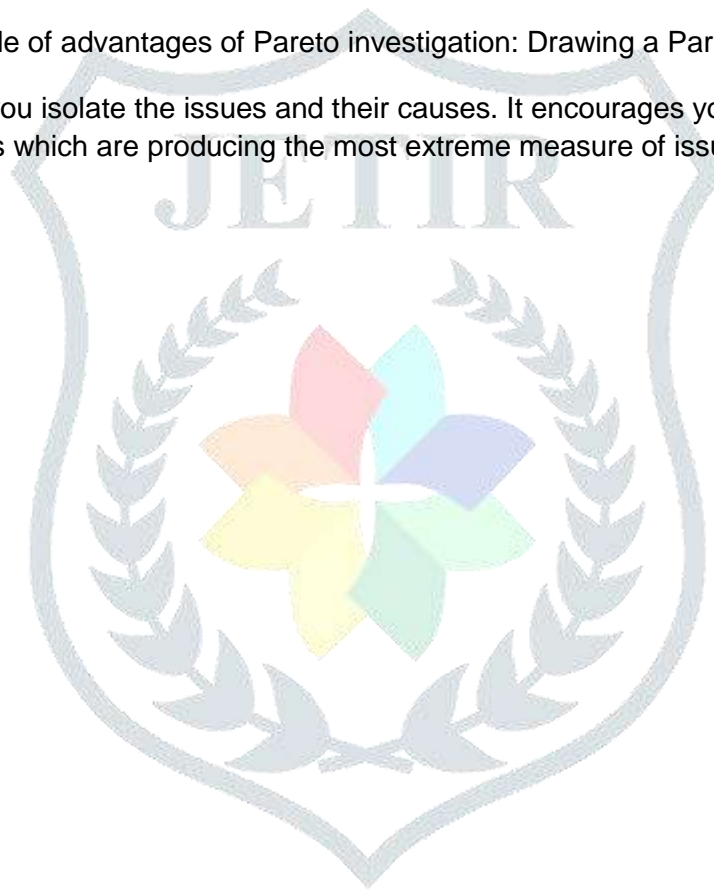 le of advantages of Pareto investigation: Drawing a Par
ou isolate the issues and their causes. It encourages yo
s which are producing the most extreme measure of issu
JETIR